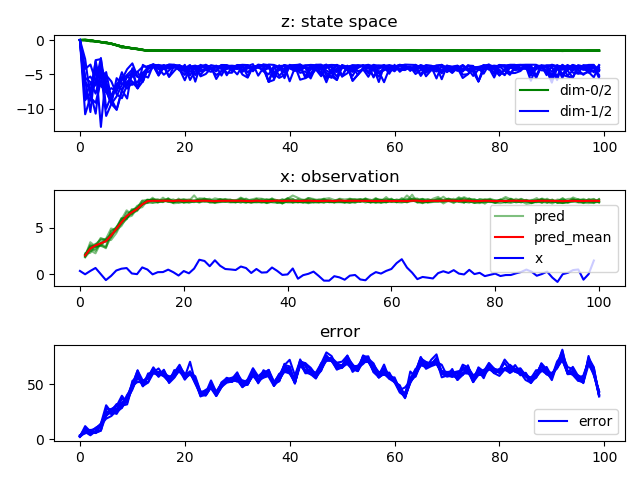 z: state space
0
−5
−10
dim-0/2
dim-1/2
0 20 40 60 80 100
x: observation
5
0
pred
pred_mean
x
0 20 40 60 80 100
error
50
0
error
0 20 40 60 80 100